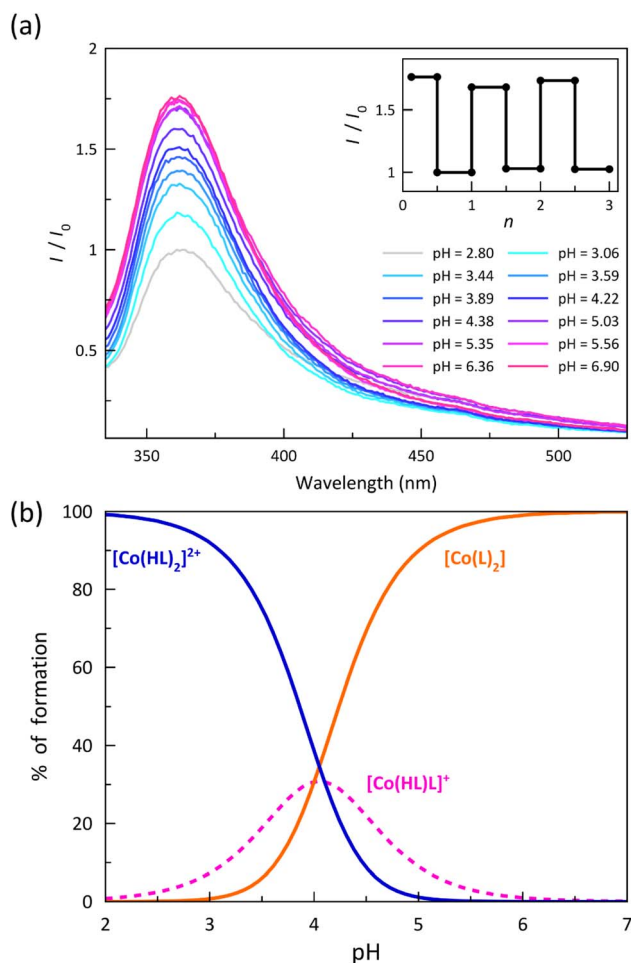 (a)
2
1.5
1
0.5
I / I0
350
400
450
500
Wavelength (nm)
1.5
1
I / I0
0
1
2
3
n
pH = 2.80
pH = 3.06
pH = 3.44
pH = 3.59
pH = 3.89
pH = 4.22
pH = 4.38
pH = 5.03
pH = 5.35
pH = 5.56
pH = 6.36
pH = 6.90
(b)
100
80
60
40
20
0
% of formation
[Co(HL)2]2+
[Co(L)2]
[Co(HL)L]+
2
3
4
5
6
7
pH